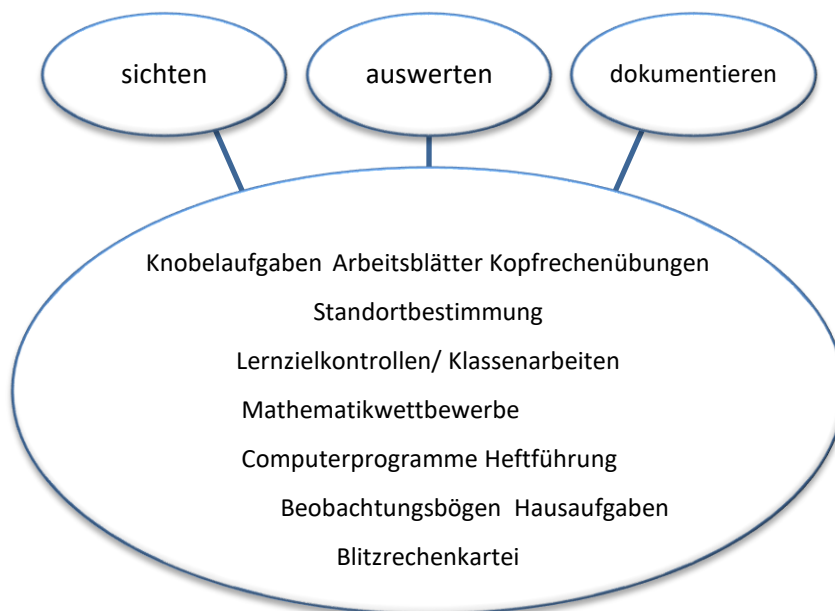 sichten auswerten dokumentieren
Knobelaufgaben Arbeitsblätter Kopfrechenübungen
Standortbestimmung
Lernzielkontrollen/ Klassenarbeiten
Mathematikwettbewerbe
Computerprogramme Heftführung
Beobachtungsbögen Hausaufgaben
Blitzrechenkartei